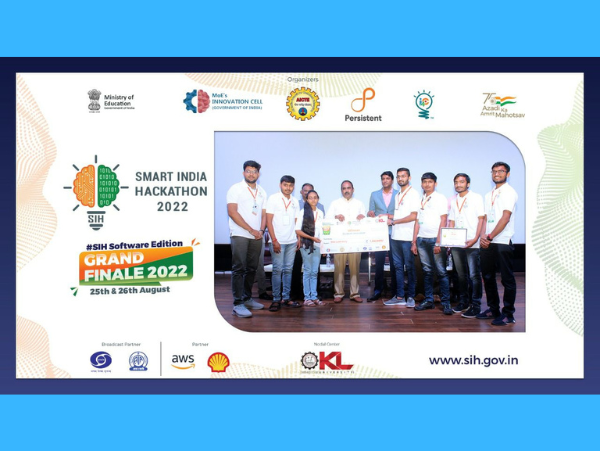 Organizers
Ministry of
Education
MoE's
INNOVATION CELL
(GOVERNMENT OF INDIA)
AICTE
Persistent
75
Azadi Ka
Amrit Mahotsav
SMART INDIA
HACKATHON
2022
SIH
#SIH Software Edition
GRAND
FINALE 2022
25th & 26th August
Broadcast Partner
Partner
Nodal Center
aws
KL
www.sih.gov.in